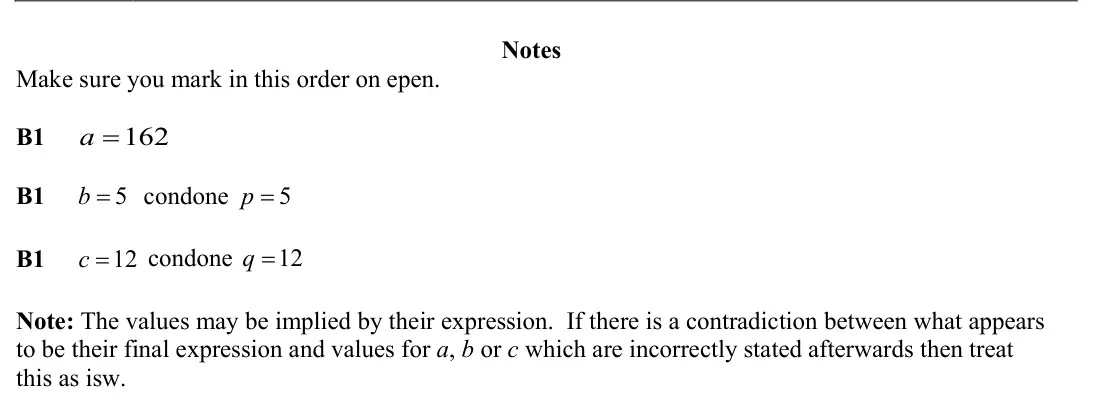 Notes
Make sure you mark in this order on epen.
B1 a = 162
B1 b = 5 condone p = 5
B1 c = 12 condone q = 12
Note: The values may be implied by their expression. If there is a contradiction between what appears
to be their final expression and values for a, b or c which are incorrectly stated afterwards then treat
this as isw.